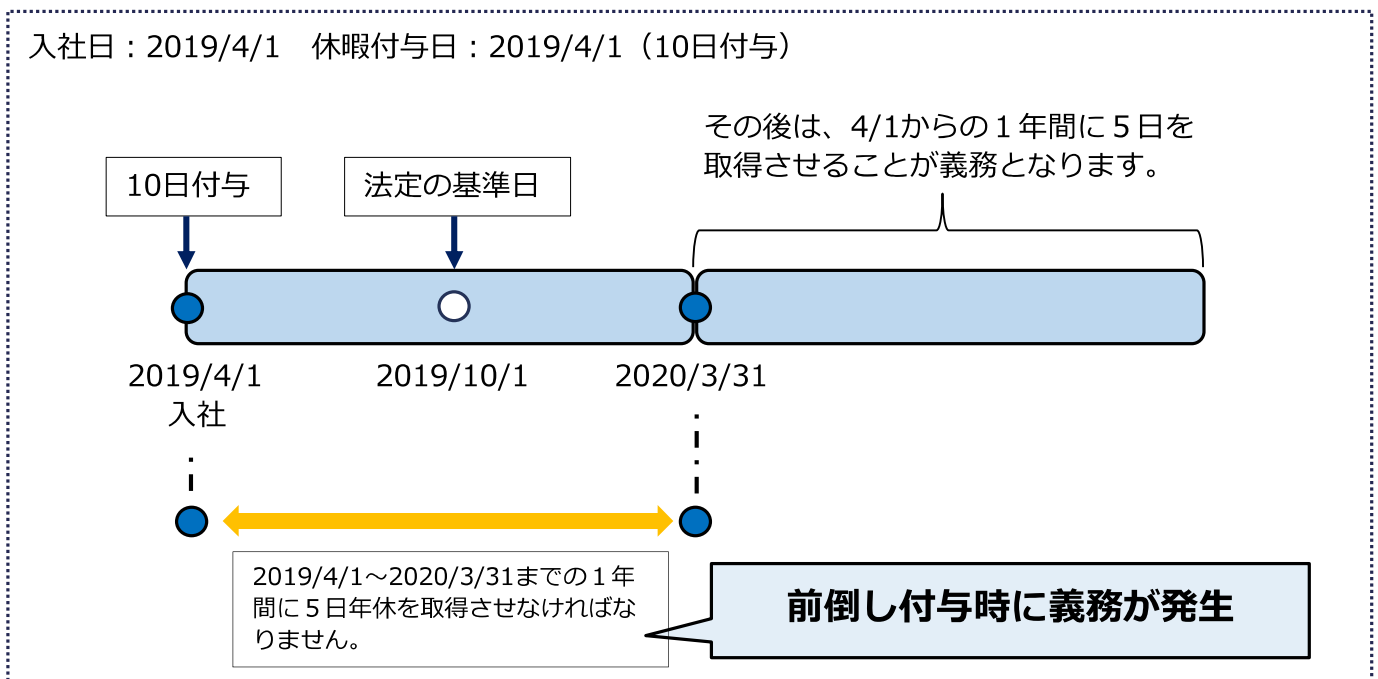 入社日：2019/4/1　休暇付与日：2019/4/1（10日付与）
その後は、4/1からの１年間に５日を
取得させることが義務となります。
10日付与
法定の基準日
2019/4/1
入社
2019/10/1
2020/3/31
2019/4/1～2020/3/31までの１年
間に５日年休を取得させなければな
りません。
前倒し付与時に義務が発生